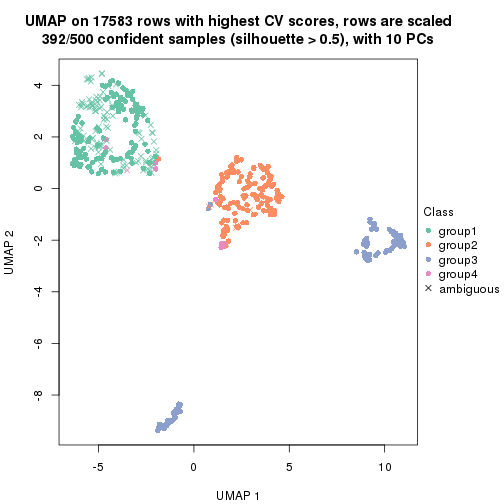 UMAP on 17583 rows with highest CV scores, rows are scaled
392/500 confident samples (silhouette > 0.5), with 10 PCs
4
2
0
-2
-4
-6
-8
UMAP 2
-5
0
5
10
UMAP 1
Class
group1
group2
group3
group4
ambiguous